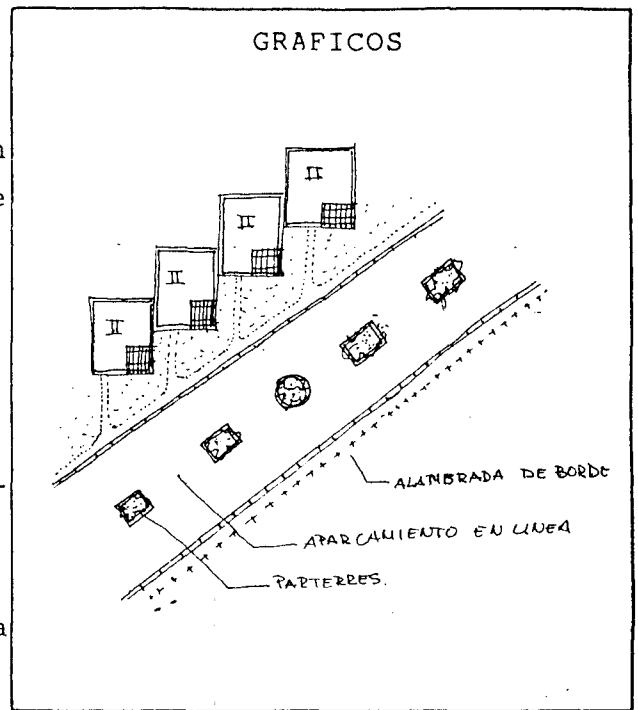 GRAFICOS
n
e
II
II
II
II
ALAMBRADA DE BORDE
APARCAMIENTO EN LINEA
PARTERRES.
-
a